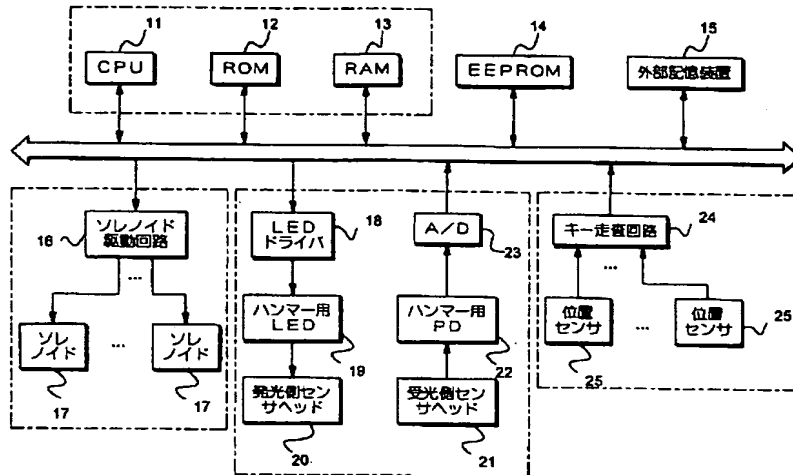 11
12
13
14
15
CPU
ROM
RAM
EEPROM
外部記憶装置
16
ソレノイド
駆動回路
...
ソレ
ノイド
...
ソレ
ノイド
17
17
LED
ドライバ
18
ハンマー用
LED
19
発光側セン
サヘッド
20
A/D
23
ハンマー用
PD
22
受光側セン
サヘッド
21
キー走査回路
24
...
位置
センサ
...
位置
センサ
25
25